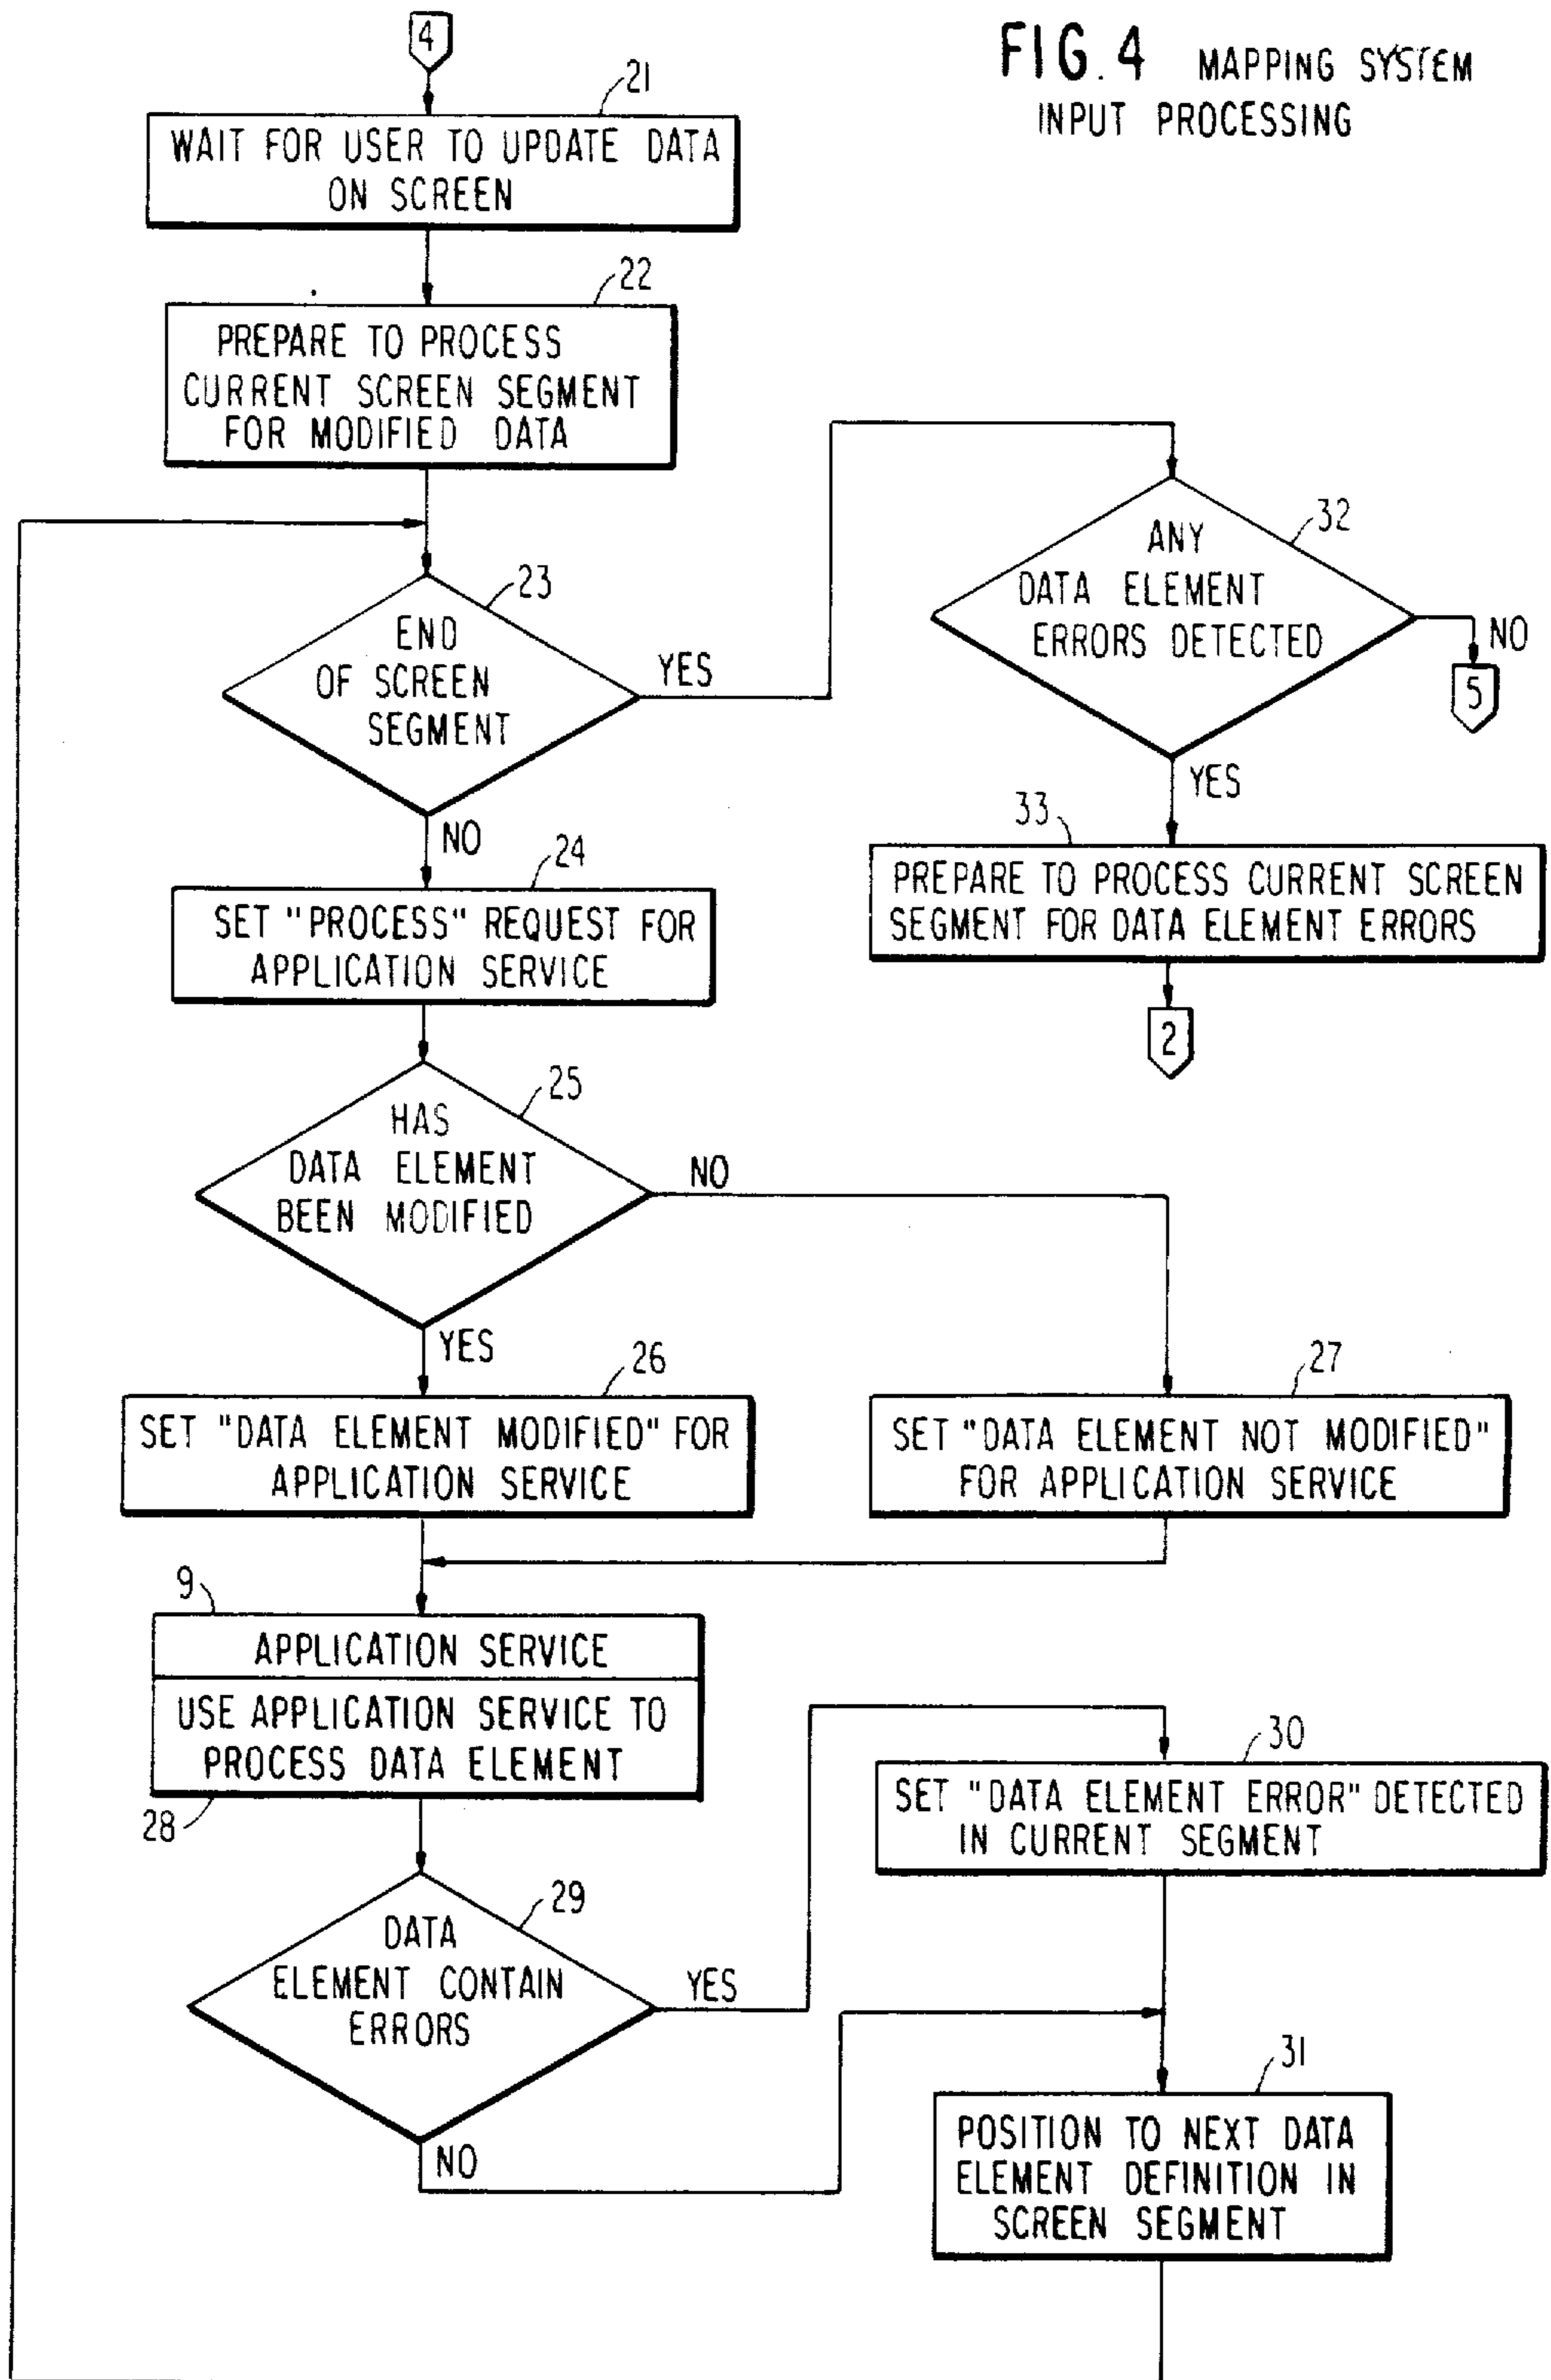 4
FIG. 4 MAPPING SYSTEM
INPUT PROCESSING
21
WAIT FOR USER TO UPDATE DATA
ON SCREEN
22
PREPARE TO PROCESS
CURRENT SCREEN SEGMENT
FOR MODIFIED DATA
23
END
OF SCREEN
SEGMENT
YES
NO
32
ANY
DATA ELEMENT
ERRORS DETECTED
NO
5
YES
33
PREPARE TO PROCESS CURRENT SCREEN
SEGMENT FOR DATA ELEMENT ERRORS
2
24
SET "PROCESS" REQUEST FOR
APPLICATION SERVICE
25
HAS
DATA ELEMENT
BEEN MODIFIED
NO
YES
26
SET "DATA ELEMENT MODIFIED" FOR
APPLICATION SERVICE
27
SET "DATA ELEMENT NOT MODIFIED"
FOR APPLICATION SERVICE
9
APPLICATION SERVICE
USE APPLICATION SERVICE TO
PROCESS DATA ELEMENT
28
29
DATA
ELEMENT CONTAIN
ERRORS
YES
NO
30
SET "DATA ELEMENT ERROR" DETECTED
IN CURRENT SEGMENT
31
POSITION TO NEXT DATA
ELEMENT DEFINITION IN
SCREEN SEGMENT